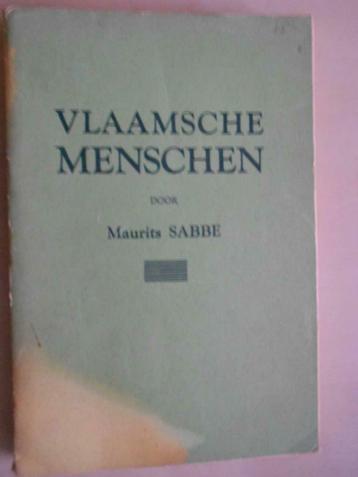 VLAAMSCHE
MENSCHEN
DOOR
Maurits SABBE